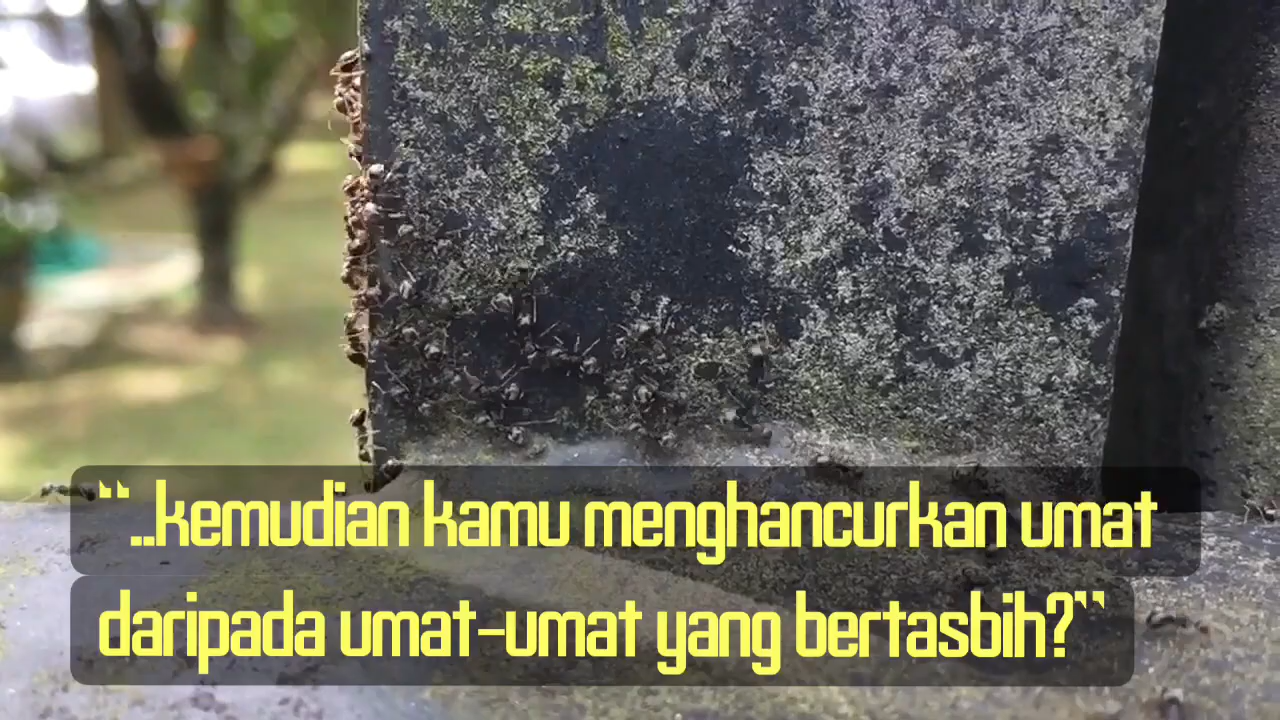 “..kemudian kamu menghancurkan umat
daripada umat-umat yang bertasbih?”